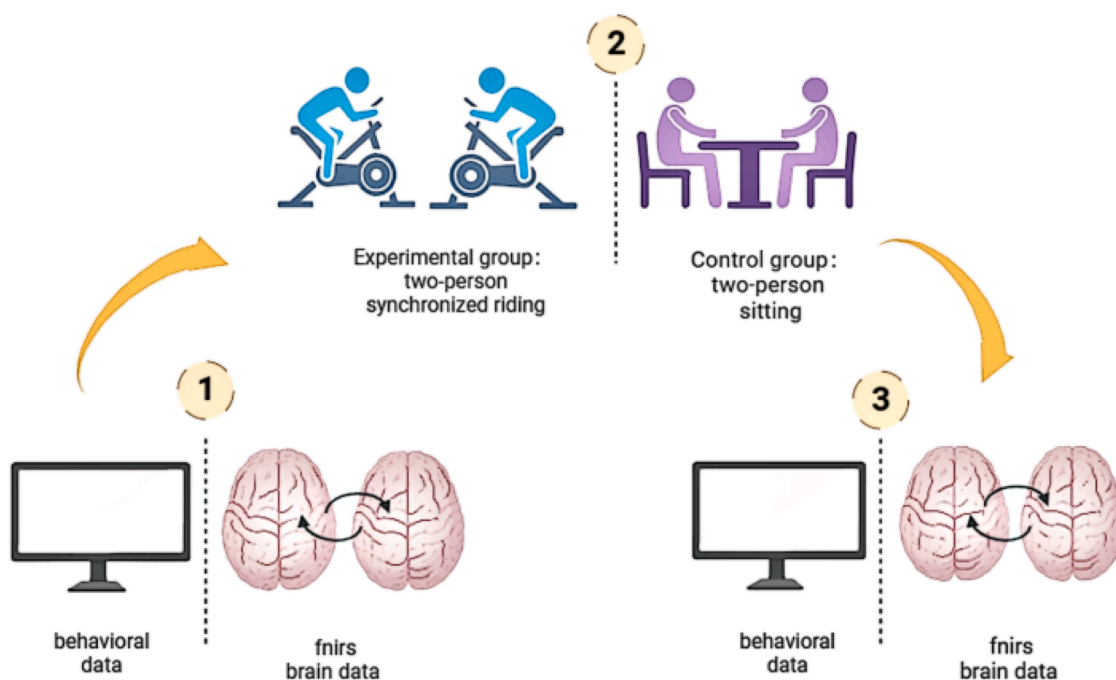 2
Experimental group:
two-person
synchronized riding
Control group:
two-person
sitting
1
behavioral
data
fnirs
brain data
3
behavioral
data
fnirs
brain data